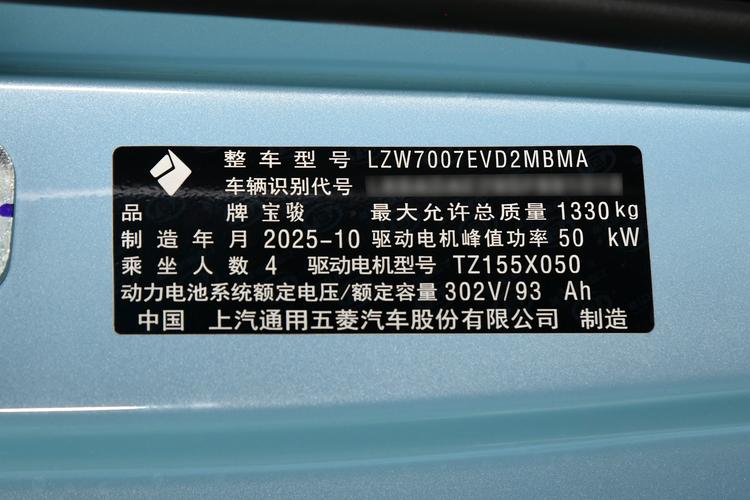 整车型号 LZW7007EVD2MBMA
车辆识别代号
品牌 宝骏 最大允许总质量 1330kg
制造年月 2025-10 驱动电机峰值功率 50 kW
乘坐人数 4 驱动电机型号 TZ155X050
动力电池系统额定电压/额定容量 302V/93 Ah
中国 上汽通用五菱汽车股份有限公司 制造